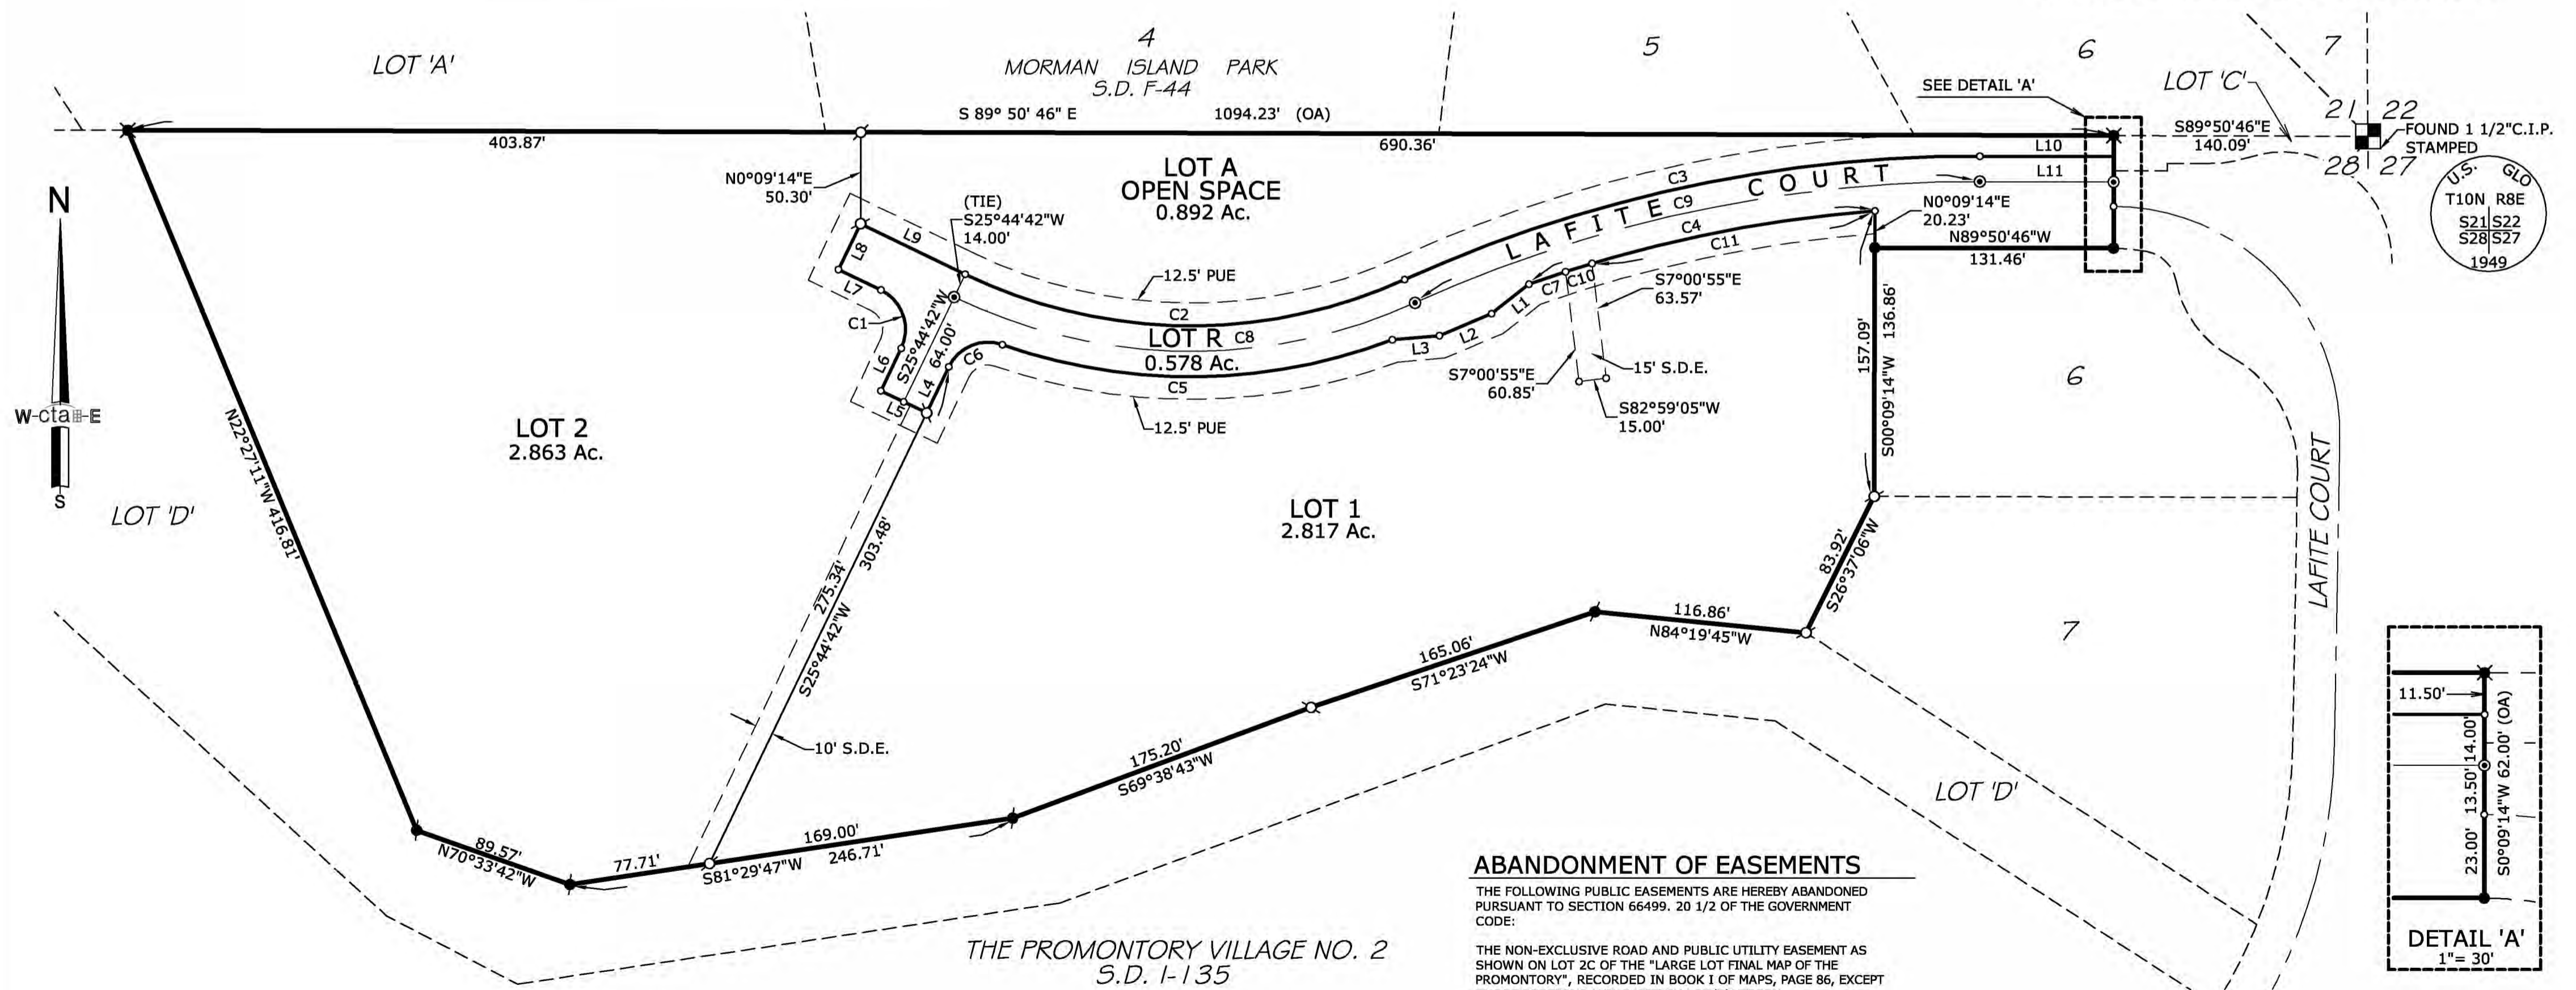 LOT 'A'
4
MORMAN ISLAND PARK
S.D. F-44
5
6
7
LOT 'C'
SEE DETAIL 'A'
21 22
28 27
FOUND 1 1/2"C.I.P.
STAMPED
U.S. GLO
T10N R8E
S21 S22
S28 S27
1949
S 89° 50' 46" E 1094.23' (OA)
403.87'
690.36'
S89°50'46"E
140.09'
L10
L11
N0°09'14"E
50.30'
LOT A
OPEN SPACE
0.892 Ac.
(TIE)
S25°44'42"W
14.00'
L9
L8
L7
C1
L6
L5
L4
S25°44'42"W
64.00'
C6
12.5' PUE
C2
LOT R
0.578 Ac.
C8
C5
12.5' PUE
C3
LAFITE COURT
C9
C4
C11
C10
C7
L1
L2
L3
N0°09'14"E
20.23'
N89°50'46"W
131.46'
S7°00'55"E
63.57'
S7°00'55"E
60.85'
15' S.D.E.
S82°59'05"W
15.00'
157.09'
S00°09'14"W 136.86'
6
N
W-cta-E
S
LOT 2
2.863 Ac.
LOT 'D'
N22°27'11"W 416.81'
LOT 1
2.817 Ac.
275.34'
303.48'
S25°44'42"W
10' S.D.E.
83.92'
S26°37'06"W
116.86'
N84°19'45"W
165.06'
S71°23'24"W
175.20'
S69°38'43"W
169.00'
246.71'
S81°29'47"W
77.71'
89.57'
N70°33'42"W
7
LOT 'D'
LAFITE COURT
THE PROMONTORY VILLAGE NO. 2
S.D. I-135
ABANDONMENT OF EASEMENTS
THE FOLLOWING PUBLIC EASEMENTS ARE HEREBY ABANDONED
PURSUANT TO SECTION 66499. 20 1/2 OF THE GOVERNMENT
CODE:
THE NON-EXCLUSIVE ROAD AND PUBLIC UTILITY EASEMENT AS
SHOWN ON LOT 2C OF THE "LARGE LOT FINAL MAP OF THE
PROMONTORY", RECORDED IN BOOK I OF MAPS, PAGE 86, EXCEPT
11.50'
14.00'
13.50'
23.00'
S0°09'14"W 62.00' (OA)
DETAIL 'A'
1"= 30'